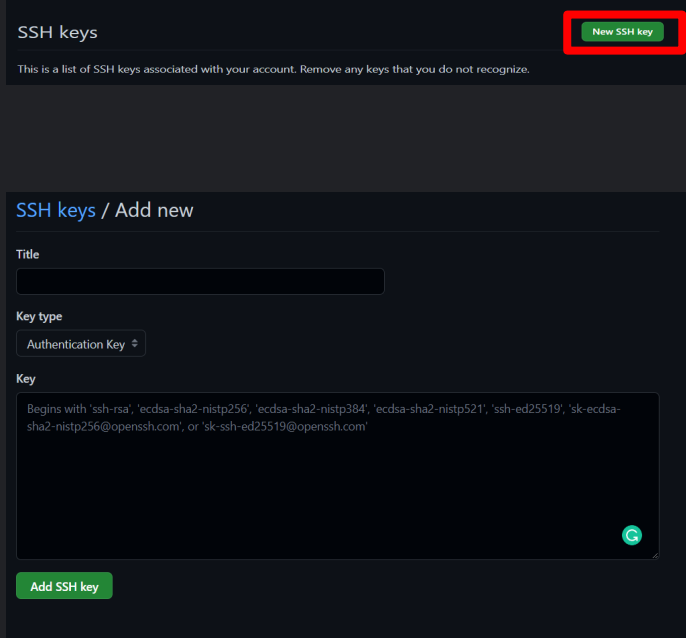 SSH keys
New SSH key
This is a list of SSH keys associated with your account. Remove any keys that you do not recognize.
SSH keys / Add new
Title
Key type
Authentication Key
Key
Begins with 'ssh-rsa', 'ecdsa-sha2-nistp256', 'ecdsa-sha2-nistp384', 'ecdsa-sha2-nistp521', 'ssh-ed25519', 'sk-ecdsa-
sha2-nistp256@openssh.com', or 'sk-ssh-ed25519@openssh.com'
Add SSH key